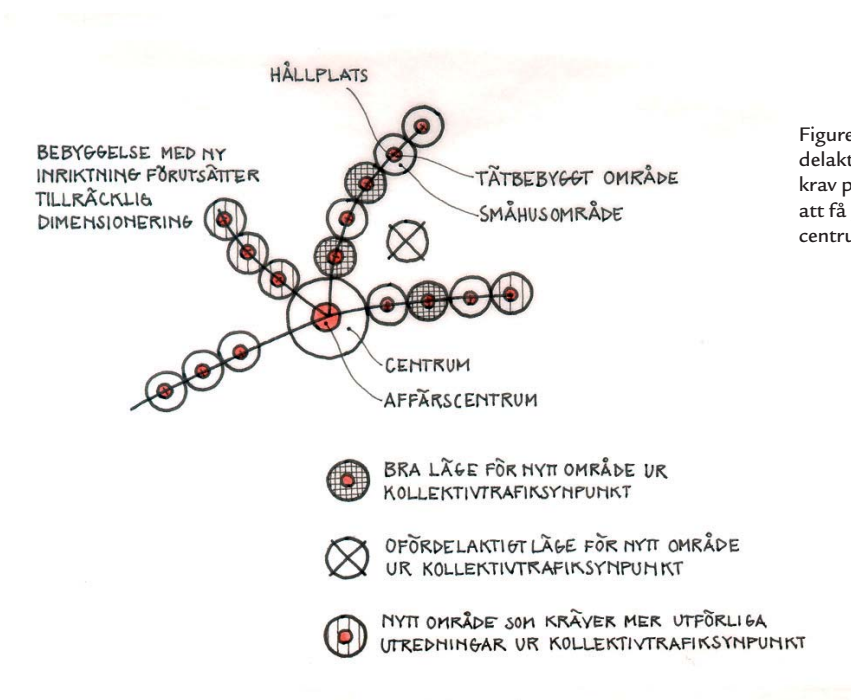 HÅLLPLATS
BEBYGGELSE MED NY
INRIKTNING FÖRUTSÄTTER
TILLRÄCKLIG
DIMENSIONERING
TÄTBEBYGGT OMRÅDE
SMÅHUSOMRÅDE
CENTRUM
AFFÄRSCENTRUM
BRA LÄGE FÖR NYTT OMRÅDE UR
KOLLEKTIVTRAFIKSYNPUNKT
OFÖRDELAKTIGT LÄGE FÖR NYTT OMRÅDE
UR KOLLEKTIVTRAFIKSYNPUNKT
NYTT OMRÅDE SOM KRÄVER MER UTFÖRLIGA
UTREDNINGAR UR KOLLEKTIVTRAFIKSYNPUNKT
Figure
delakt
krav p
att få
centru